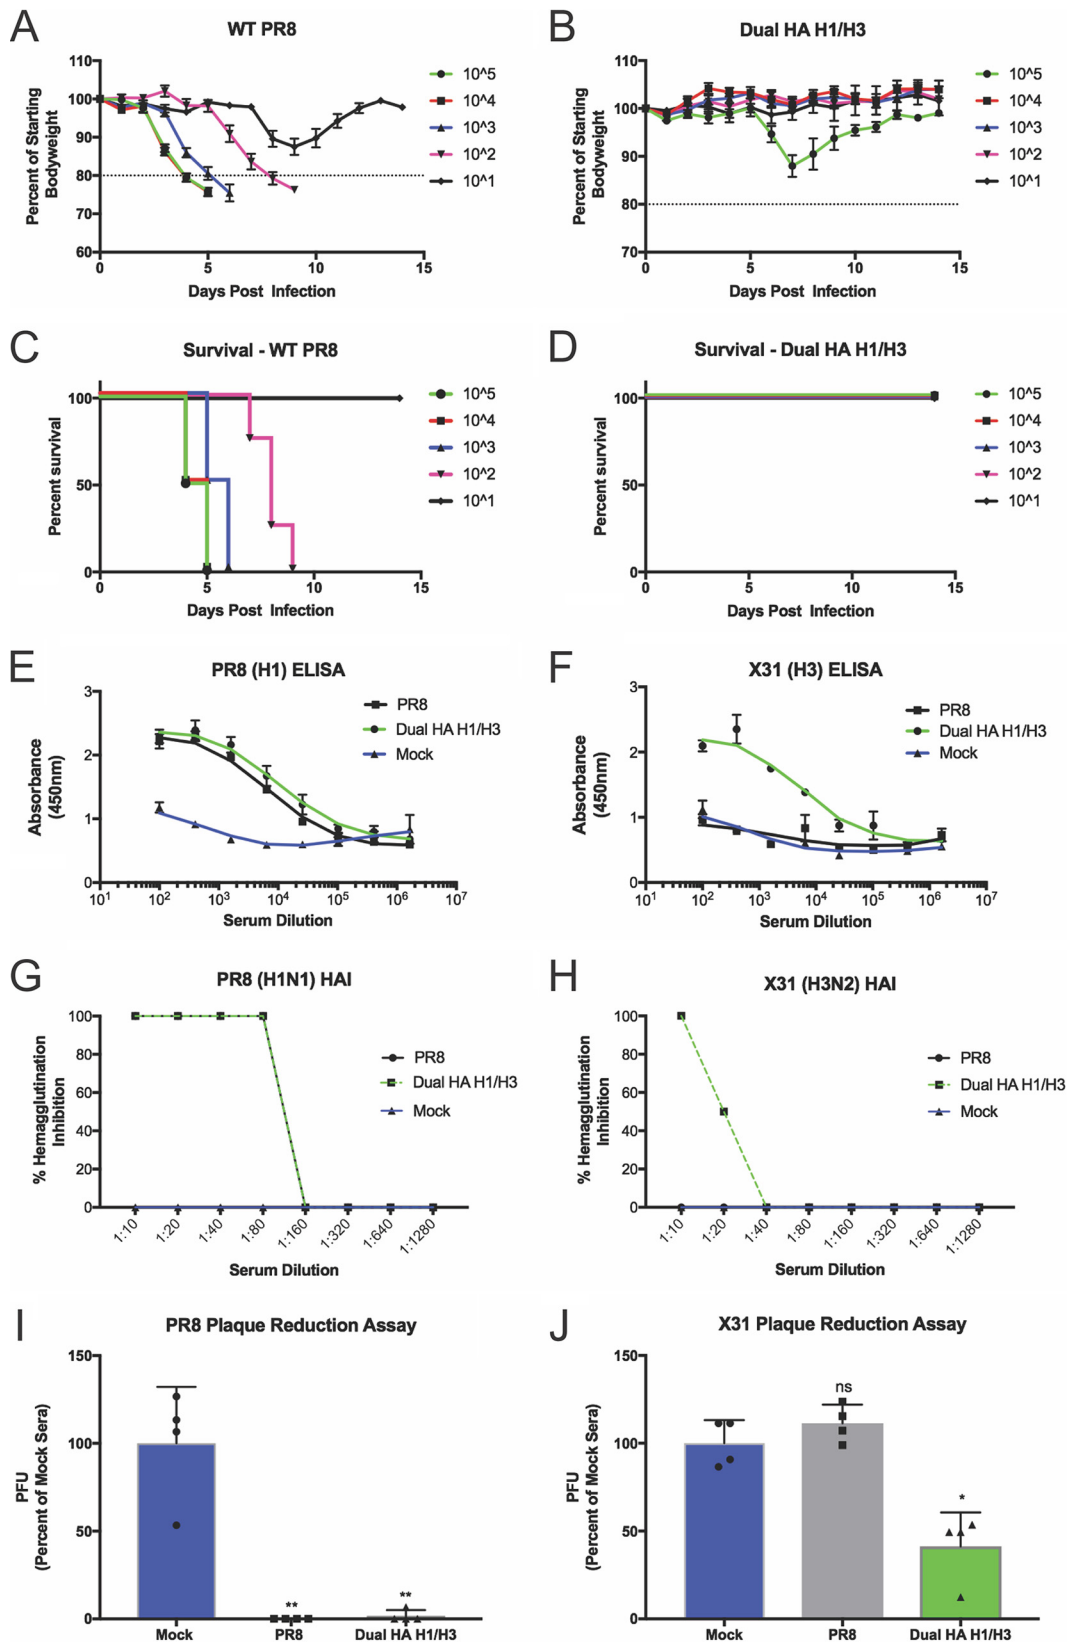 A
WT PR8
Percent of Starting
Bodyweight
110
100
90
80
70
60
0
5
10
15
Days Post Infection
10^5
10^4
10^3
10^2
10^1
B
Dual HA H1/H3
Percent of Starting
Bodyweight
110
100
90
80
70
0
5
10
15
Days Post Infection
10^5
10^4
10^3
10^2
10^1
C
Survival - WT PR8
Percent survival
100
50
0
5
10
15
Days Post Infection
10^5
10^4
10^3
10^2
10^1
D
Survival - Dual HA H1/H3
Percent survival
100
50
0
0
5
10
15
Days Post Infection
10^5
10^4
10^3
10^2
10^1
E
PR8 (H1) ELISA
Absorbance
(450nm)
3
2
1
0
10¹
10²
10³
10⁴
10⁵
10⁶
10⁷
Serum Dilution
PR8
Dual HA H1/H3
Mock
F
X31 (H3) ELISA
Absorbance
(450nm)
3
2
1
0
10¹
10²
10³
10⁴
10⁵
10⁶
10⁷
Serum Dilution
PR8
Dual HA H1/H3
Mock
G
PR8 (H1N1) HAI
% Hemagglutination
Inhibition
100
80
60
40
20
0
1:10
1:20
1:40
1:80
1:160
1:320
1:640
1:1280
Serum Dilution
PR8
Dual HA H1/H3
Mock
H
X31 (H3N2) HAI
% Hemagglutination
Inhibition
100
80
60
40
20
0
1:10
1:20
1:40
1:80
1:160
1:320
1:640
1:1280
Serum Dilution
PR8
Dual HA H1/H3
Mock
I
PR8 Plaque Reduction Assay
PFU
(Percent of Mock Sera)
150
100
50
0
**
**
Mock
PR8
Dual HA H1/H3
J
X31 Plaque Reduction Assay
PFU
(Percent of Mock Sera)
150
100
50
0
ns
*
Mock
PR8
Dual HA H1/H3